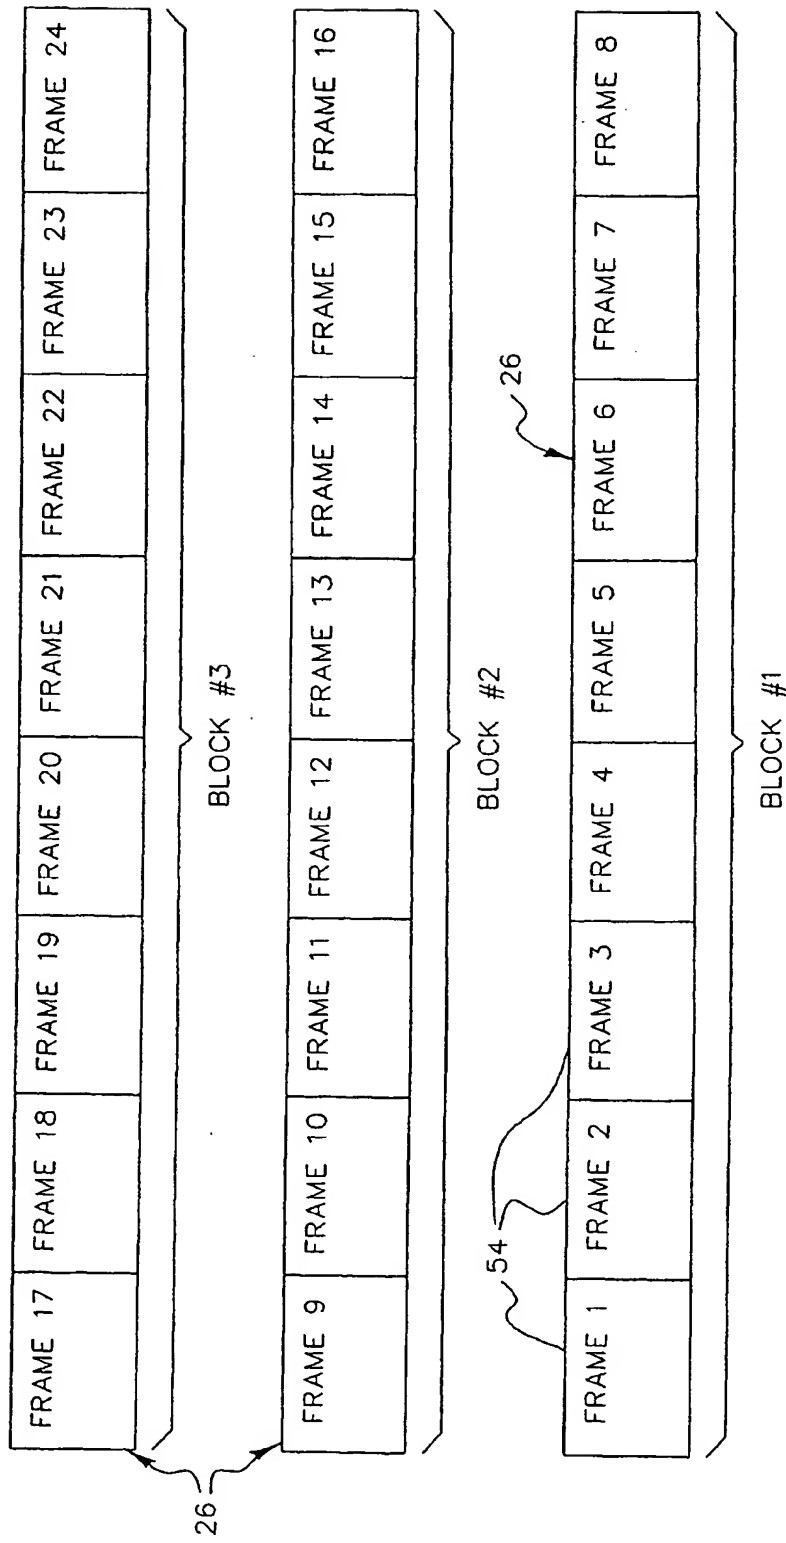 FRAME 17
FRAME 18
FRAME 19
FRAME 20
FRAME 21
FRAME 22
FRAME 23
FRAME 24
26
BLOCK #3
FRAME 9
FRAME 10
FRAME 11
FRAME 12
FRAME 13
FRAME 14
FRAME 15
FRAME 16
BLOCK #2
26
54
FRAME 1
FRAME 2
FRAME 3
FRAME 4
FRAME 5
FRAME 6
FRAME 7
FRAME 8
BLOCK #1